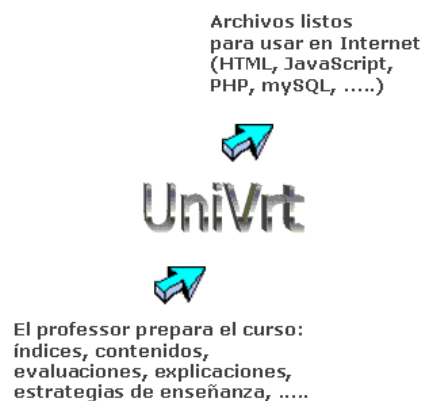 Archivos listos
para usar en Internet
(HTML, JavaScript,
PHP, mySQL, .....)
UniVrt
El professor prepara el curso:
índices, contenidos,
evaluaciones, explicaciones,
estrategias de enseñanza, .....